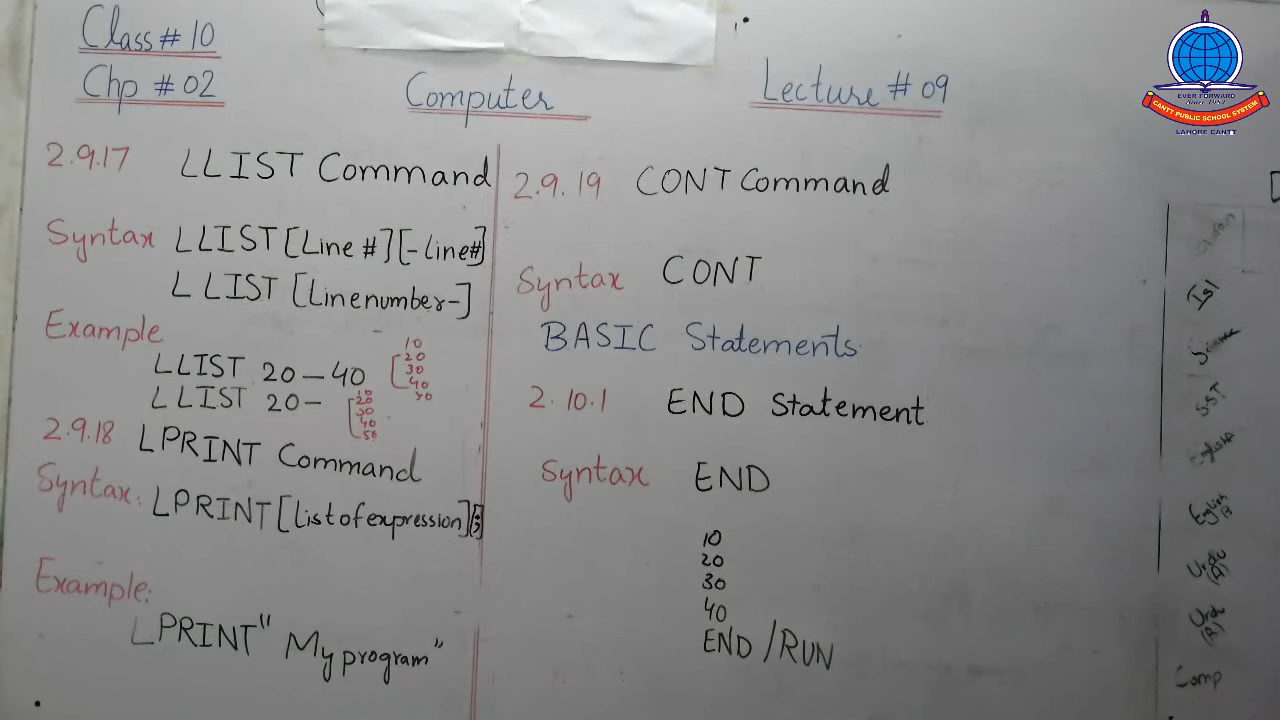 Class # 10
Chp # 02
Computer
Lecture # 09
EVER FORWARD
CANTT PUBLIC SCHOOL SYSTEM
LAHORE CANTT
2.9.17 LLIST Command
Syntax LLIST [Line #][- line#]
LLIST [Linenumber-]
Example
LLIST 20 – 40
10
20
30
40
50
LLIST 20 –
10
20
30
40
50
2.9.18 LPRINT Command
Syntax: LPRINT [List of expression]
Example:
LPRINT " My program "
2.9.19 CONT Command
Syntax CONT
BASIC Statements
2.10.1 END Statement
Syntax END
10
20
30
40
END / RUN
Isl
S.ST
English
English
Urdu
(A)
Urdu
Comp